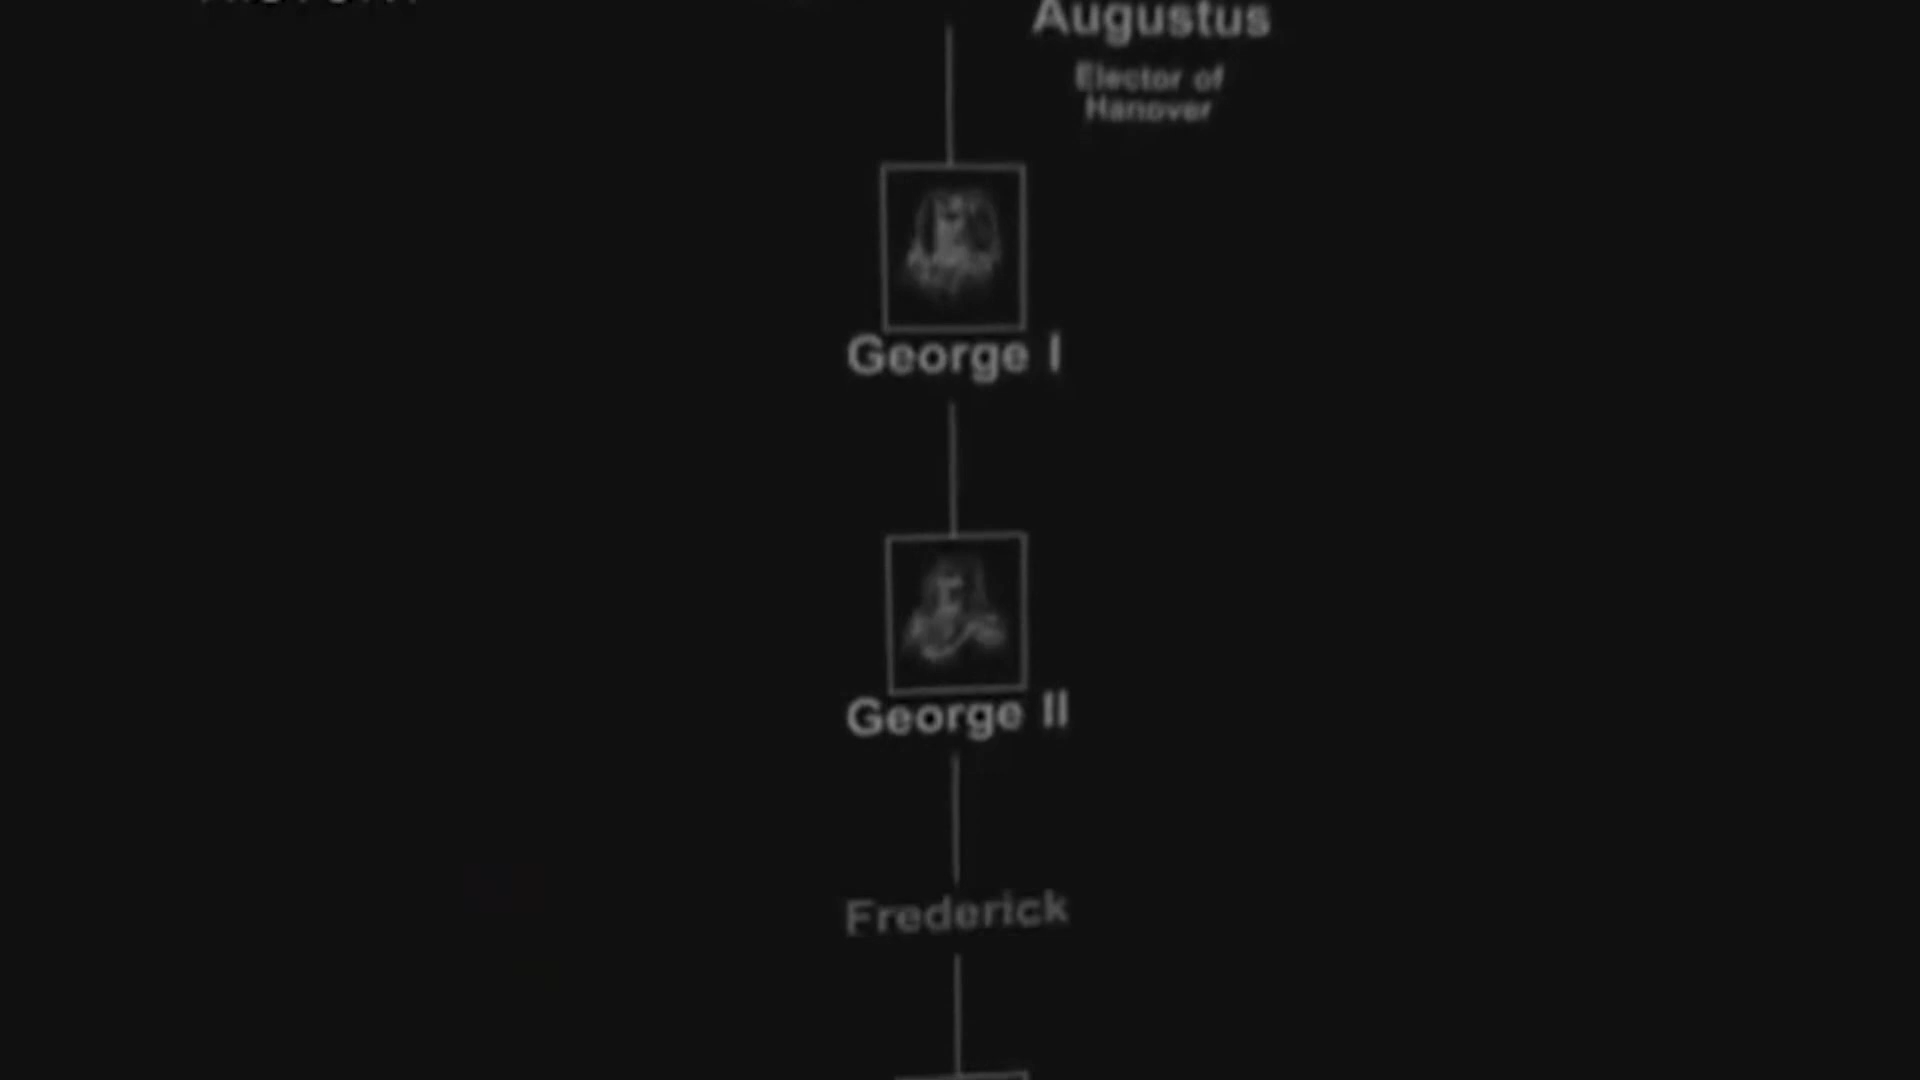 Augustus
Elector of
Hanover
George I
George II
Frederick